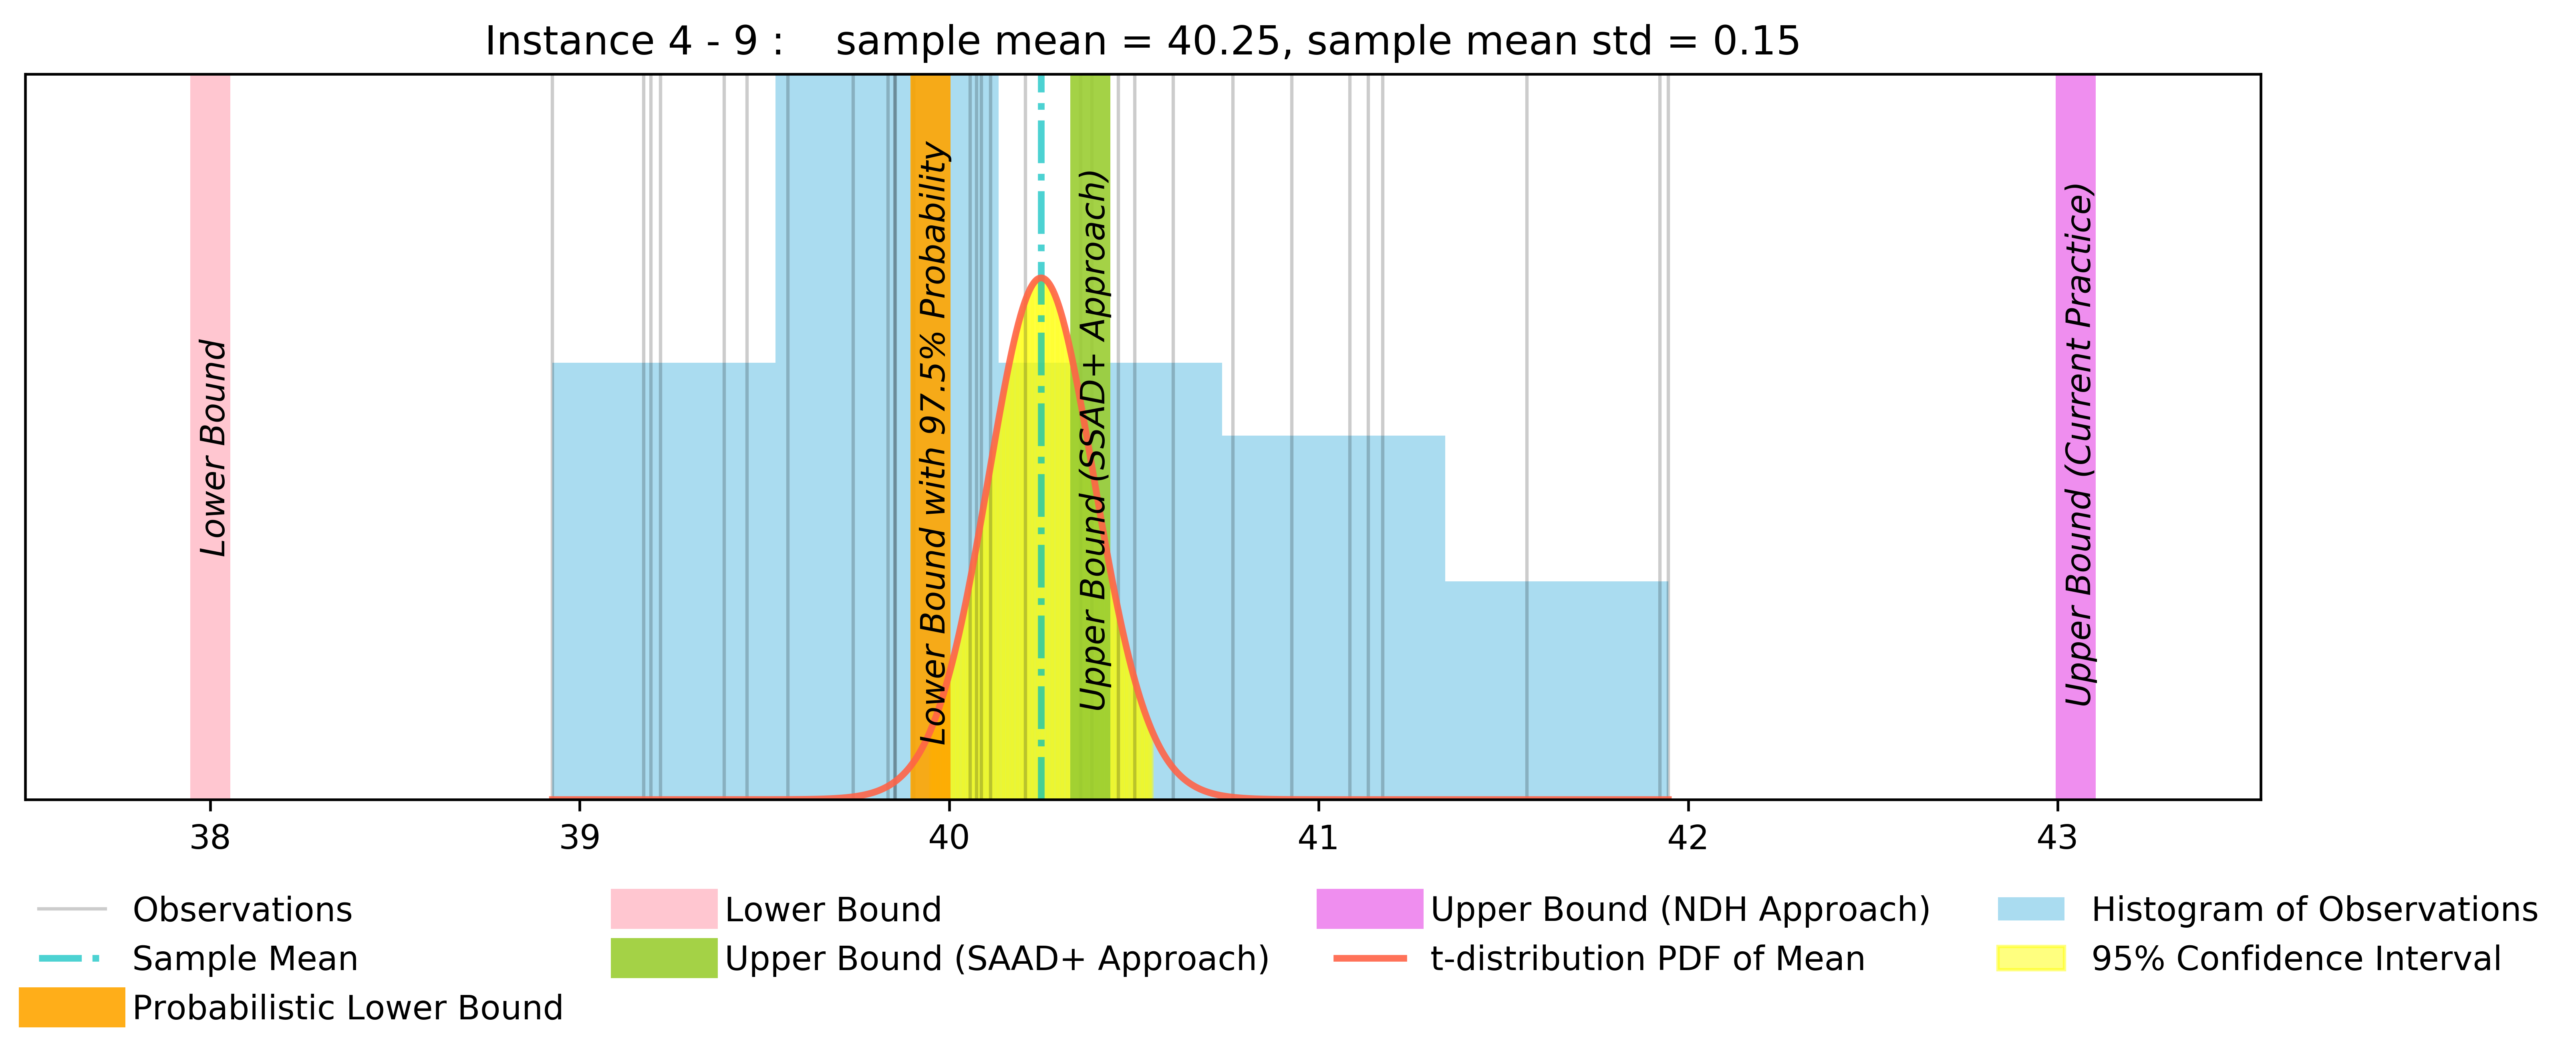 Instance 4 - 9 :    sample mean = 40.25, sample mean std = 0.15
Lower Bound
Lower Bound with 97.5% Probability
Upper Bound (SSAD+ Approach)
Upper Bound (Current Practice)
38
39
40
41
42
43
Observations
Sample Mean
Probabilistic Lower Bound
Lower Bound
Upper Bound (SAAD+ Approach)
Upper Bound (NDH Approach)
t-distribution PDF of Mean
Histogram of Observations
95% Confidence Interval